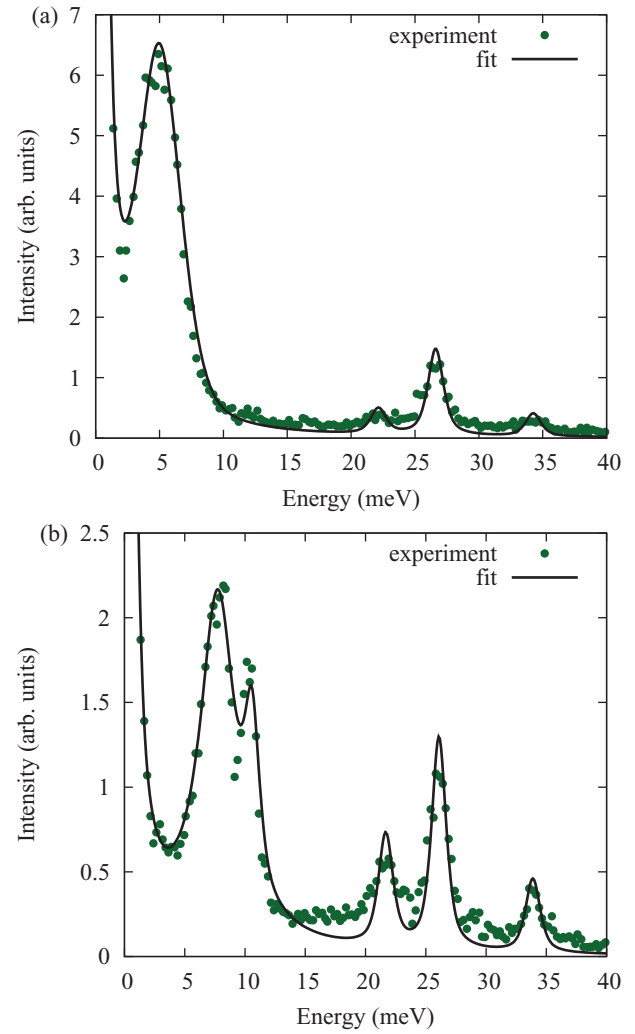 (a)
7
6
5
4
3
2
1
0
Intensity (arb. units)
experiment
fit
0 5 10 15 20 25 30 35 40
Energy (meV)
(b)
2.5
2
1.5
1
0.5
0
Intensity (arb. units)
experiment
fit
0 5 10 15 20 25 30 35 40
Energy (meV)